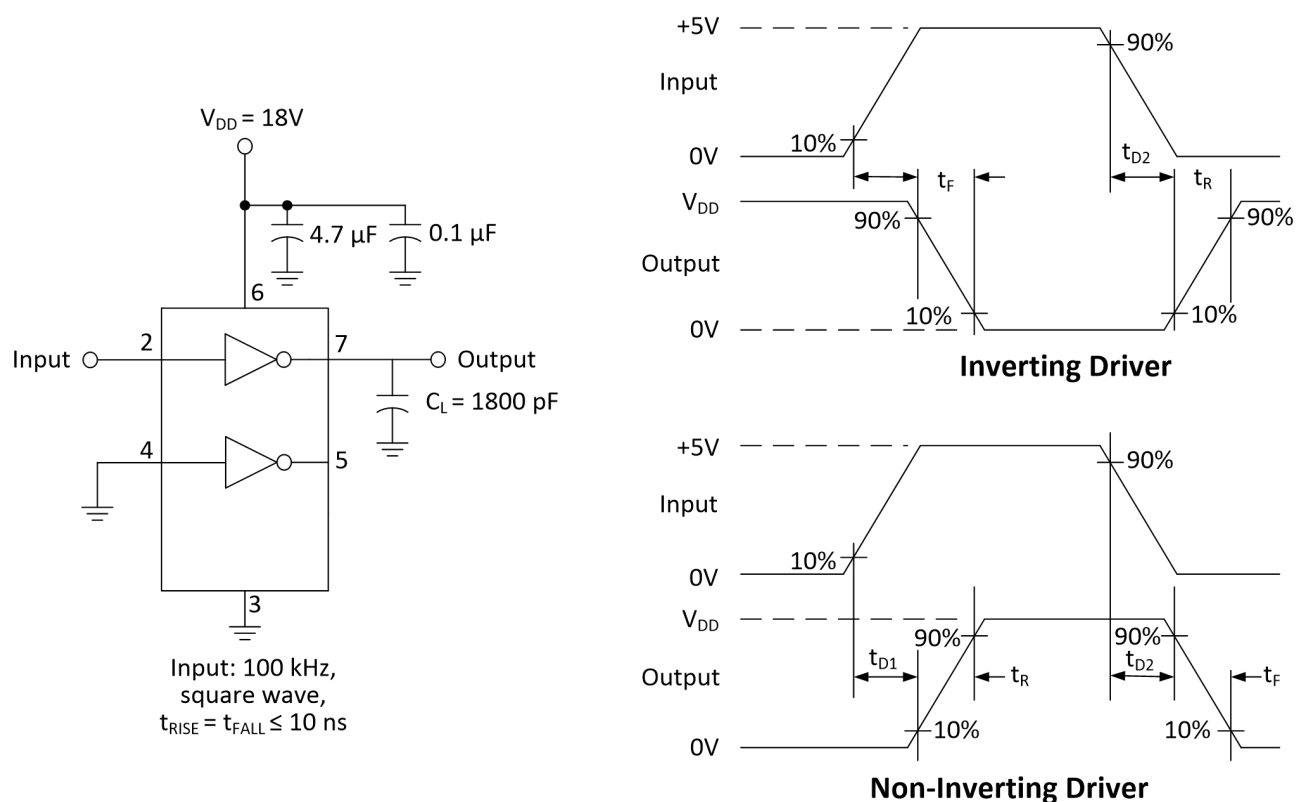 V_DD = 18V
4.7 μF
0.1 μF
6
Input
2
7
Output
C_L = 1800 pF
4
5
3
Input: 100 kHz,
square wave,
t_RISE = t_FALL ≤ 10 ns
+5V
Input
0V
10%
90%
t_D2
t_F
t_R
V_DD
90%
90%
Output
10%
10%
0V
Inverting Driver
+5V
Input
0V
10%
90%
V_DD
90%
90%
Output
t_D1
t_R
t_D2
t_F
10%
10%
0V
Non-Inverting Driver